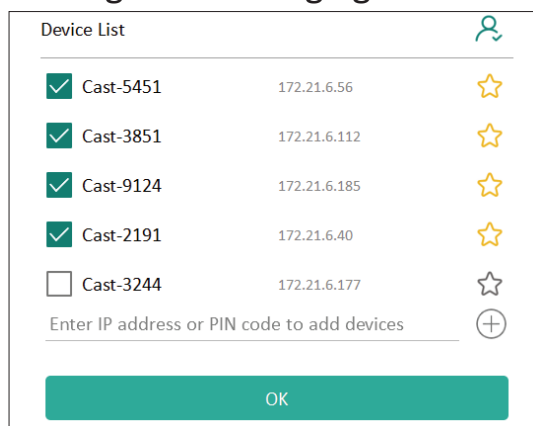 Device List
Cast-5451 172.21.6.56
Cast-3851 172.21.6.112
Cast-9124 172.21.6.185
Cast-2191 172.21.6.40
Cast-3244 172.21.6.177
Enter IP address or PIN code to add devices
OK